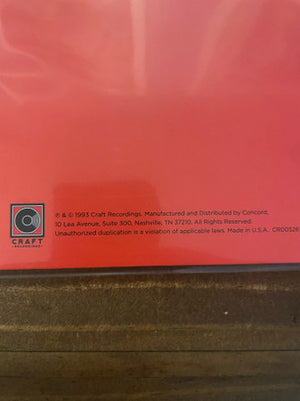 ℗ & © 1993 Craft Recordings. Manufactured and Distributed by Concord,
10 Lea Avenue, Suite 300, Nashville, TN 37210. All Rights Reserved.
Unauthorized duplication is a violation of applicable laws. Made in U.S.A. CR00526
CRAFT
RECORDINGS